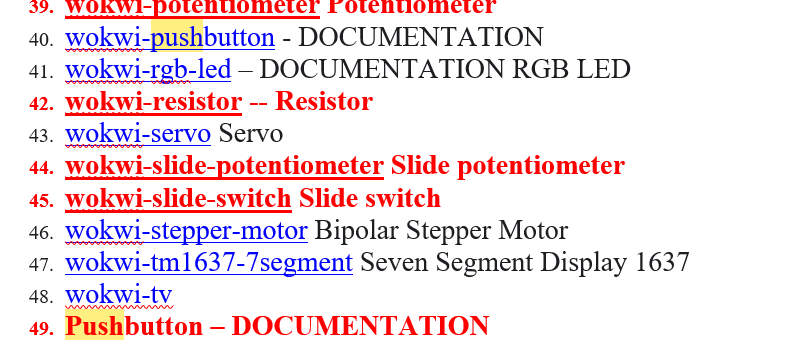 39. wokwi-potentiometer Potentiometer
40. wokwi-pushbutton - DOCUMENTATION
41. wokwi-rgb-led – DOCUMENTATION RGB LED
42. wokwi-resistor -- Resistor
43. wokwi-servo Servo
44. wokwi-slide-potentiometer Slide potentiometer
45. wokwi-slide-switch Slide switch
46. wokwi-stepper-motor Bipolar Stepper Motor
47. wokwi-tm1637-7segment Seven Segment Display 1637
48. wokwi-tv
49. Pushbutton – DOCUMENTATION